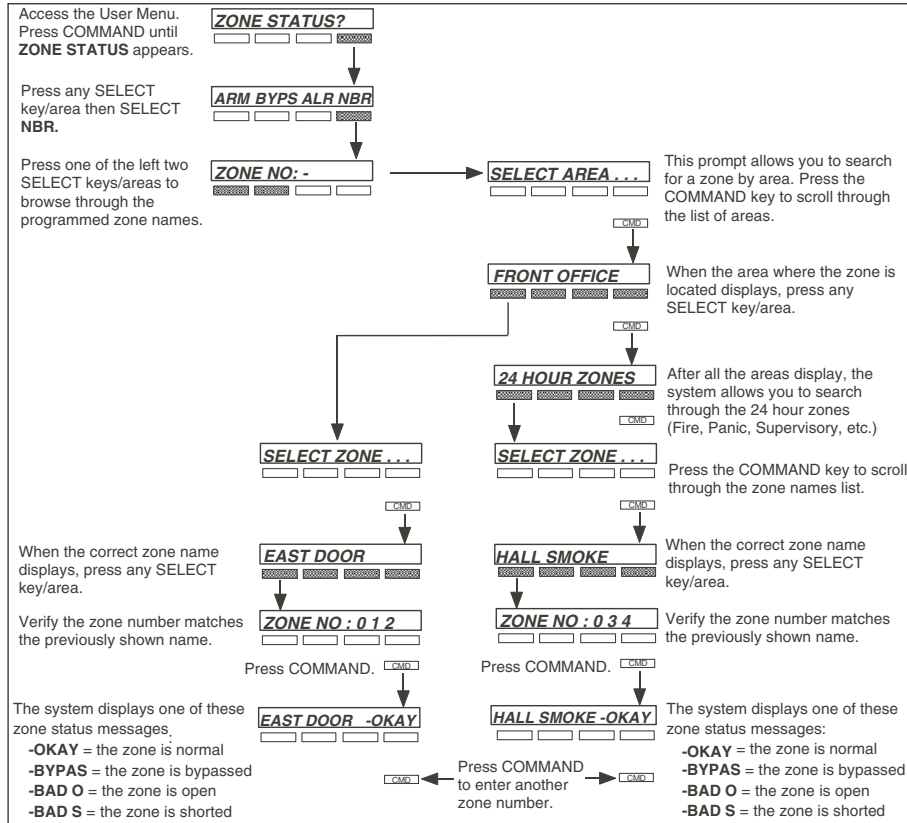 Access the User Menu.
Press COMMAND until
ZONE STATUS appears.
ZONE STATUS?
Press any SELECT
key/area then SELECT
NBR.
ARM BYPS ALR NBR
Press one of the left two
SELECT keys/areas to
browse through the
programmed zone names.
ZONE NO: -
SELECT AREA . . .
This prompt allows you to search
for a zone by area. Press the
COMMAND key to scroll through
the list of areas.
CMD
FRONT OFFICE
When the area where the zone is
located displays, press any
SELECT key/area.
CMD
24 HOUR ZONES
After all the areas display, the
system allows you to search
through the 24 hour zones
(Fire, Panic, Supervisory, etc.)
CMD
SELECT ZONE . . .
SELECT ZONE . . .
Press the COMMAND key to scroll
through the zone names list.
CMD
CMD
When the correct zone name
displays, press any SELECT
key/area.
EAST DOOR
HALL SMOKE
When the correct zone name
displays, press any SELECT
key/area.
Verify the zone number matches
the previously shown name.
ZONE NO : 0 1 2
ZONE NO : 0 3 4
Verify the zone number matches
the previously shown name.
Press COMMAND. CMD
Press COMMAND. CMD
The system displays one of these
zone status messages.
-OKAY = the zone is normal
-BYPAS = the zone is bypassed
-BAD O = the zone is open
-BAD S = the zone is shorted
EAST DOOR -OKAY
HALL SMOKE -OKAY
The system displays one of these
zone status messages:
-OKAY = the zone is normal
-BYPAS = the zone is bypassed
-BAD O = the zone is open
-BAD S = the zone is shorted
CMD
Press COMMAND
to enter another
zone number.
CMD